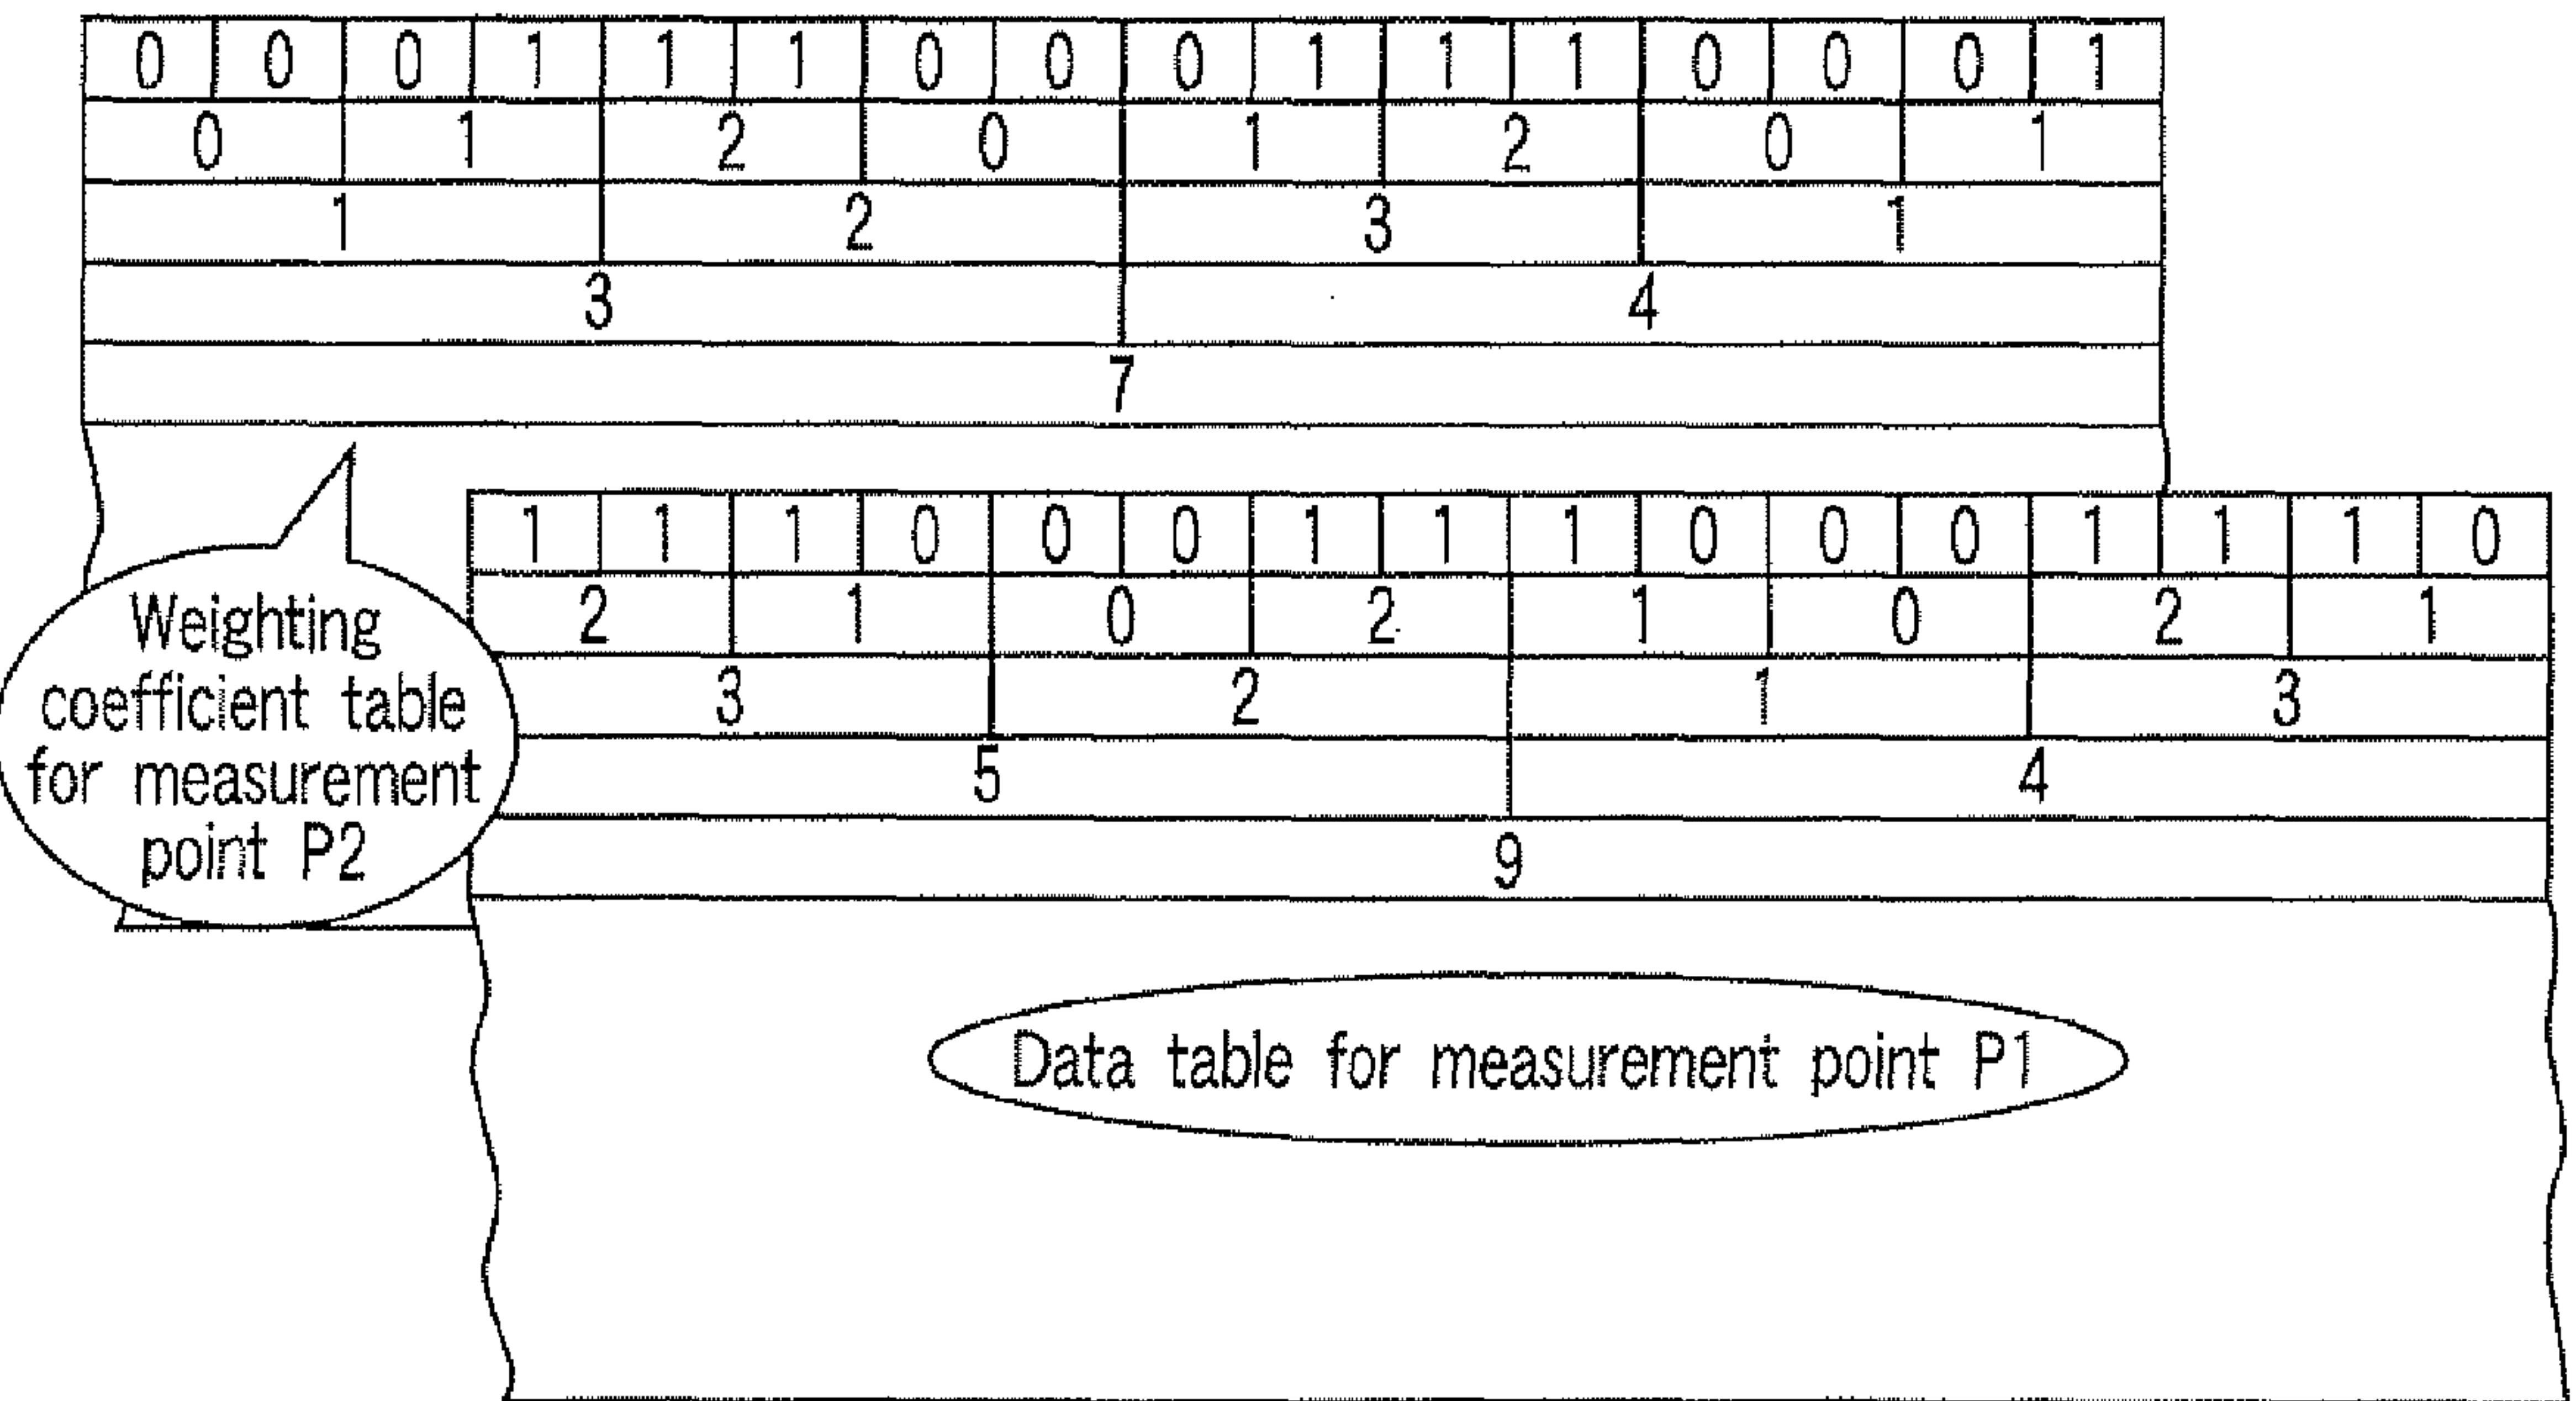 0 0 0 1 1 1 0 0 0 1 1 1 0 0 0 1
0 1 2 0 1 2 0 1
1 2 3 1
3 4
7
1 1 1 0 0 0 1 1 1 0 0 0 1 1 1 0
2 1 0 2 1 0 2 1
3 2 1 3
5 4
9
Weighting
coefficient table
for measurement
point P2
Data table for measurement point P1